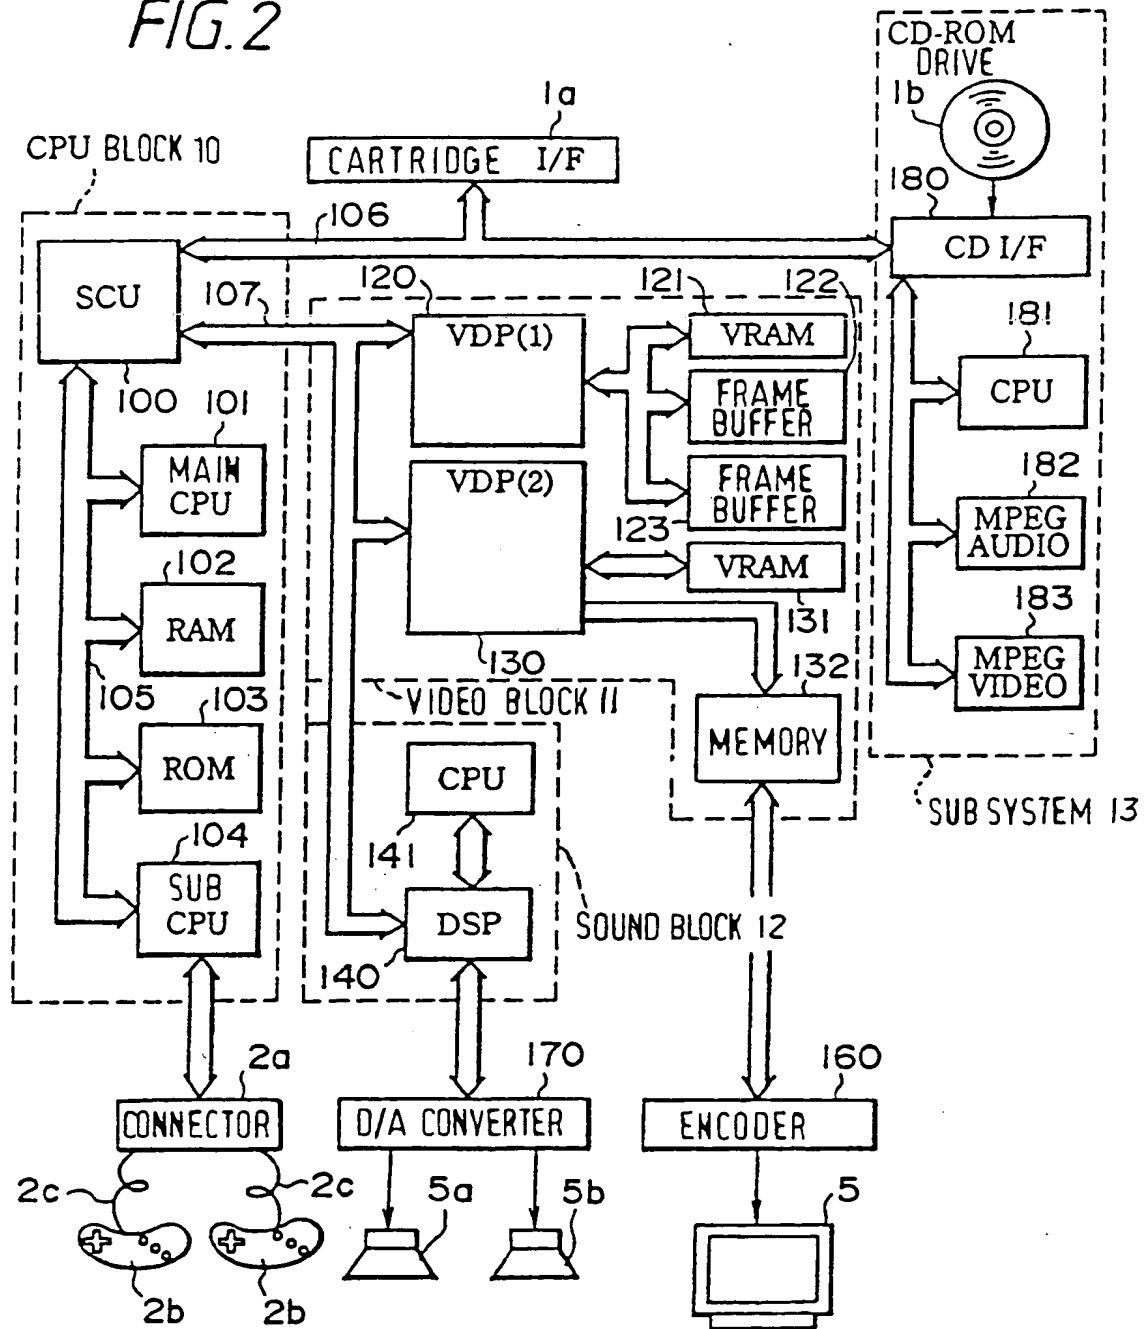 FIG.2
CD-ROM
DRIVE
1b
1a
CARTRIDGE I/F
CPU BLOCK 10
180
CD I/F
106
SCU
107
120
121
122
VDP(1)
VRAM
181
CPU
100
101
FRAME
BUFFER
MAIN
CPU
VDP(2)
FRAME
BUFFER
123
182
MPEG
AUDIO
VRAM
102
RAM
131
183
MPEG
VIDEO
130
132
105
103
VIDEO BLOCK 11
MEMORY
ROM
CPU
SUB SYSTEM 13
104
141
SUB
CPU
DSP
SOUND BLOCK 12
140
2a
170
160
CONNECTOR
D/A CONVERTER
ENCODER
2c
2c
5a
5b
5
2b
2b